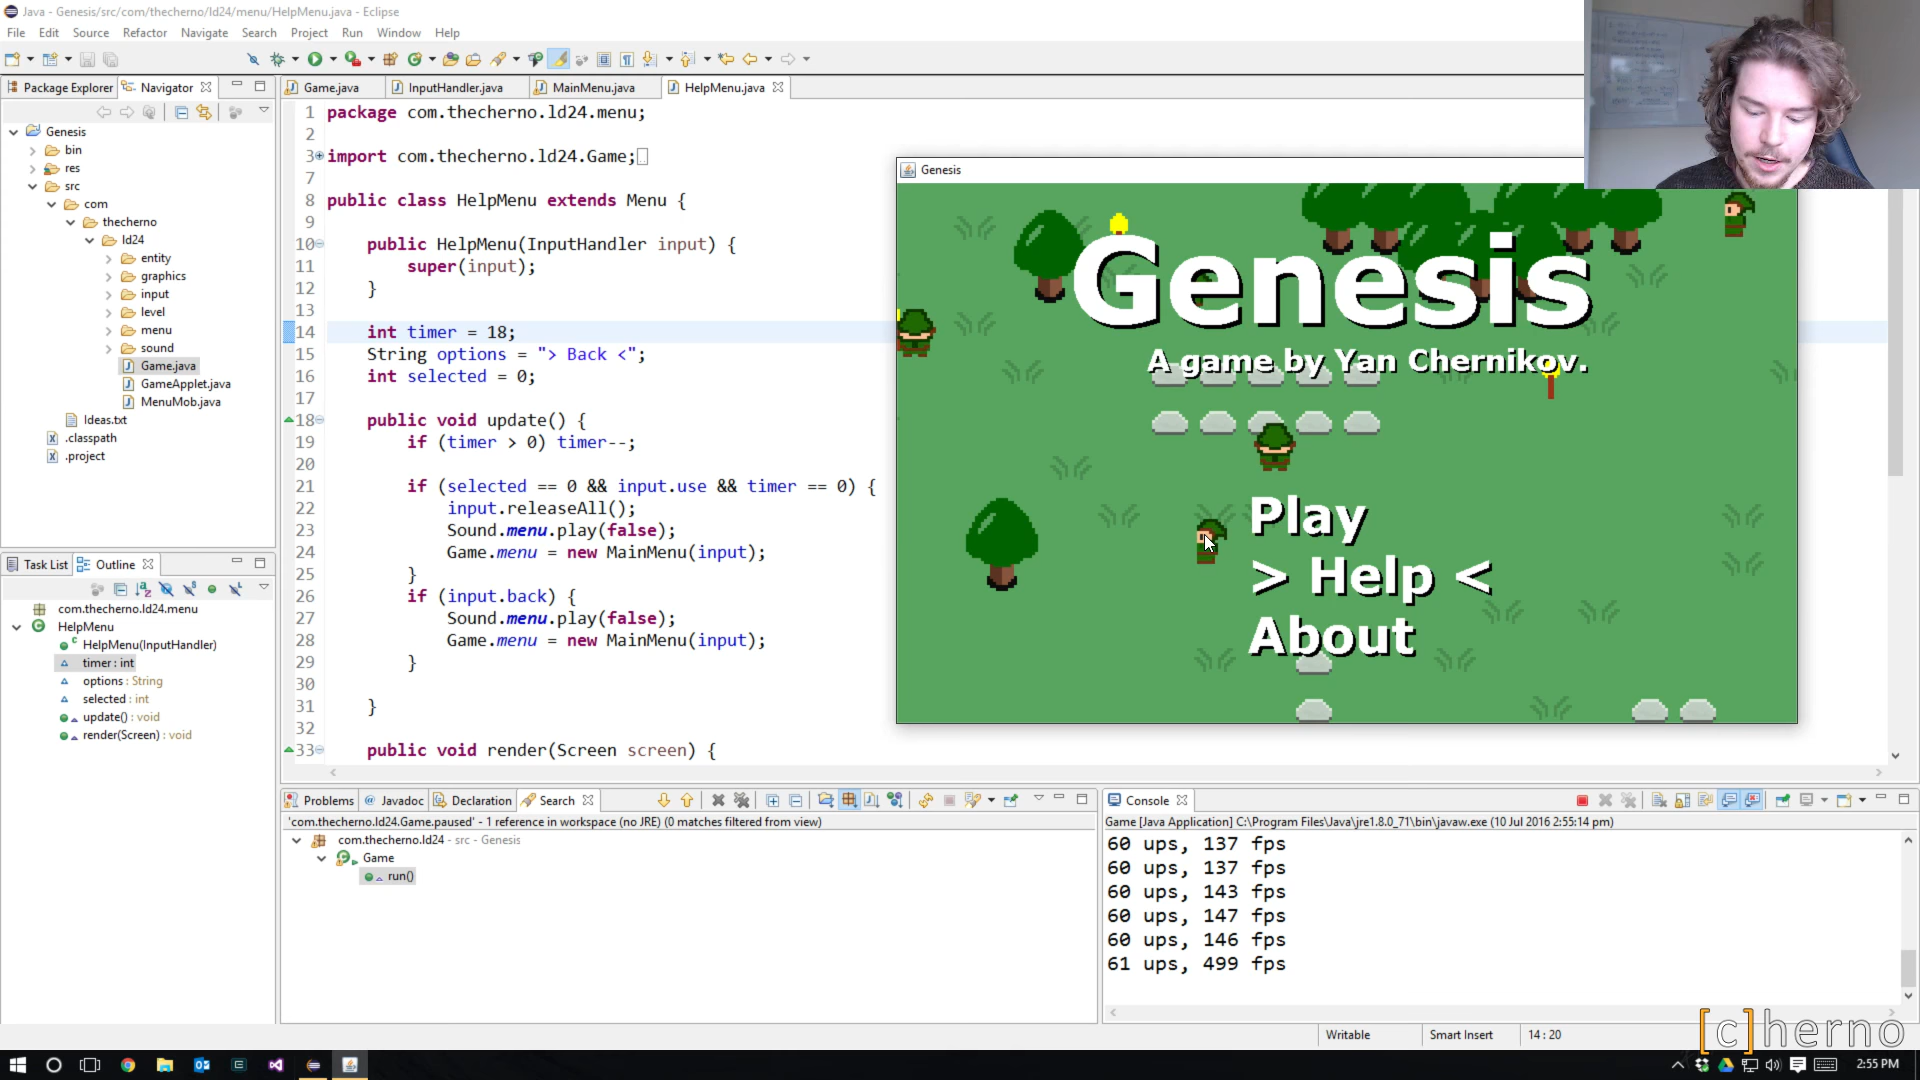 Java - Genesis/src/com/thecherno/ld24/menu/HelpMenu.java - Eclipse
File Edit Source Refactor Navigate Search Project Run Window Help
Package Explorer Navigator
Game.java InputHandler.java MainMenu.java HelpMenu.java
Genesis
bin
res
src
com
thecherno
ld24
entity
graphics
input
level
menu
sound
Game.java
GameApplet.java
MenuMob.java
Ideas.txt
.classpath
.project
1 package com.thecherno.ld24.menu;
2
3 import com.thecherno.ld24.Game;
7
8 public class HelpMenu extends Menu {
9
10 public HelpMenu(InputHandler input) {
11 super(input);
12 }
13
14 int timer = 18;
15 String options = "> Back <";
16 int selected = 0;
17
18 public void update() {
19 if (timer > 0) timer--;
20
21 if (selected == 0 && input.use && timer == 0) {
22 input.releaseAll();
23 Sound.menu.play(false);
24 Game.menu = new MainMenu(input);
25 }
26 if (input.back) {
27 Sound.menu.play(false);
28 Game.menu = new MainMenu(input);
29 }
30
31 }
32
33 public void render(Screen screen) {
Genesis
Genesis
A game by Yan Chernikov.
Play
> Help <
About
Task List Outline
com.thecherno.ld24.menu
HelpMenu
HelpMenu(InputHandler)
timer : int
options : String
selected : int
update() : void
render(Screen) : void
Problems Javadoc Declaration Search
'com.thecherno.ld24.Game.paused' - 1 reference in workspace (no JRE) (0 matches filtered from view)
com.thecherno.ld24 - src - Genesis
Game
run()
Console
Game [Java Application] C:\Program Files\Java\jre1.8.0_71\bin\javaw.exe (10 Jul 2016 2:55:14 pm)
60 ups, 137 fps
60 ups, 137 fps
60 ups, 143 fps
60 ups, 147 fps
60 ups, 146 fps
61 ups, 499 fps
Writable Smart Insert 14 : 20
[c]herno
2:55 PM